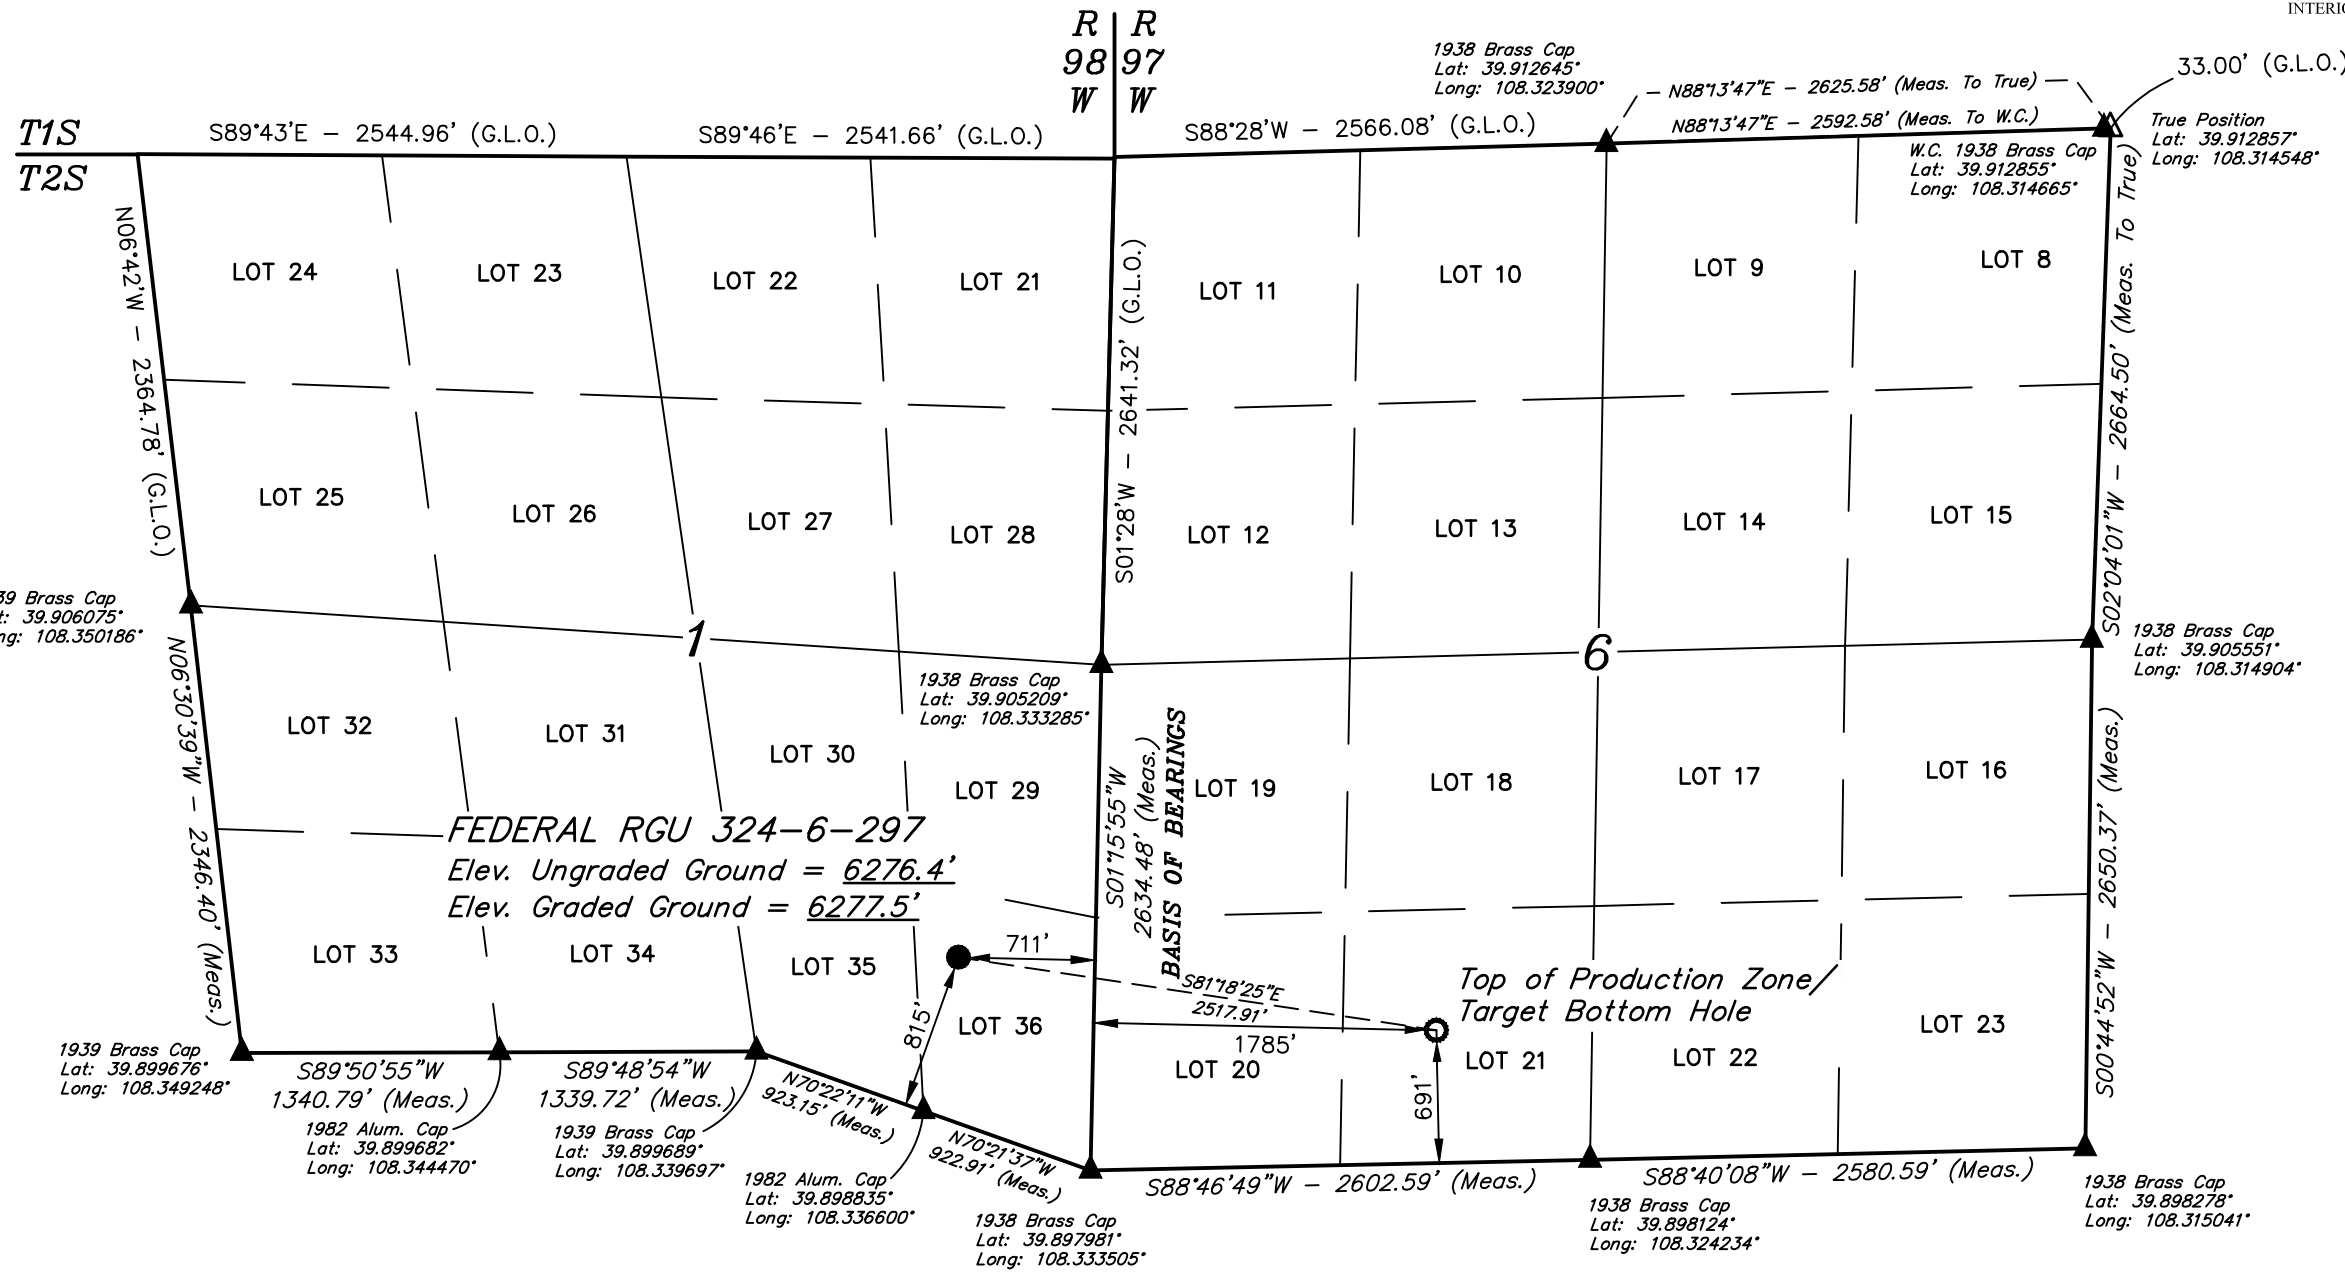 INTERIO
R R
98 97
W W
T1S
T2S
S89°43'E – 2544.96' (G.L.O.)
S89°46'E – 2541.66' (G.L.O.)
S88°28'W – 2566.08' (G.L.O.)
1938 Brass Cap
Lat: 39.912645°
Long: 108.323900°
N88°13'47"E – 2625.58' (Meas. To True)
N88°13'47"E – 2592.58' (Meas. To W.C.)
33.00' (G.L.O.)
True Position
Lat: 39.912857°
Long: 108.314548°
W.C. 1938 Brass Cap
Lat: 39.912855°
Long: 108.314665°
N06°42'W – 2364.78' (G.L.O.)
LOT 24
LOT 23
LOT 22
LOT 21
S01°28'W – 2641.32' (G.L.O.)
LOT 11
LOT 10
LOT 9
LOT 8
S02°04'01"W – 2664.50' (Meas. To True)
LOT 25
LOT 26
LOT 27
LOT 28
LOT 12
LOT 13
LOT 14
LOT 15
39 Brass Cap
t: 39.906075°
ng: 108.350186°
1
6
1938 Brass Cap
Lat: 39.905209°
Long: 108.333285°
1938 Brass Cap
Lat: 39.905551°
Long: 108.314904°
N06°30'39"W – 2346.40' (Meas.)
LOT 32
LOT 31
LOT 30
LOT 29
S01°15'55"W
2634.48' (Meas.)
BASIS OF BEARINGS
LOT 19
LOT 18
LOT 17
LOT 16
S00°44'52"W – 2650.37' (Meas.)
FEDERAL RGU 324-6-297
Elev. Ungraded Ground = 6276.4'
Elev. Graded Ground = 6277.5'
LOT 33
LOT 34
LOT 35
711'
815'
LOT 36
S81°18'25"E
2517.91'
1785'
Top of Production Zone/
Target Bottom Hole
LOT 20
LOT 21
691'
LOT 22
LOT 23
1939 Brass Cap
Lat: 39.899676°
Long: 108.349248°
S89°50'55"W
1340.79' (Meas.)
S89°48'54"W
1339.72' (Meas.)
N70°22'11"W
923.15' (Meas.)
N70°21'37"W
922.91' (Meas.)
1982 Alum. Cap
Lat: 39.899682°
Long: 108.344470°
1939 Brass Cap
Lat: 39.899689°
Long: 108.339697°
1982 Alum. Cap
Lat: 39.898835°
Long: 108.336600°
1938 Brass Cap
Lat: 39.897981°
Long: 108.333505°
S88°46'49"W – 2602.59' (Meas.)
S88°40'08"W – 2580.59' (Meas.)
1938 Brass Cap
Lat: 39.898124°
Long: 108.324234°
1938 Brass Cap
Lat: 39.898278°
Long: 108.315041°